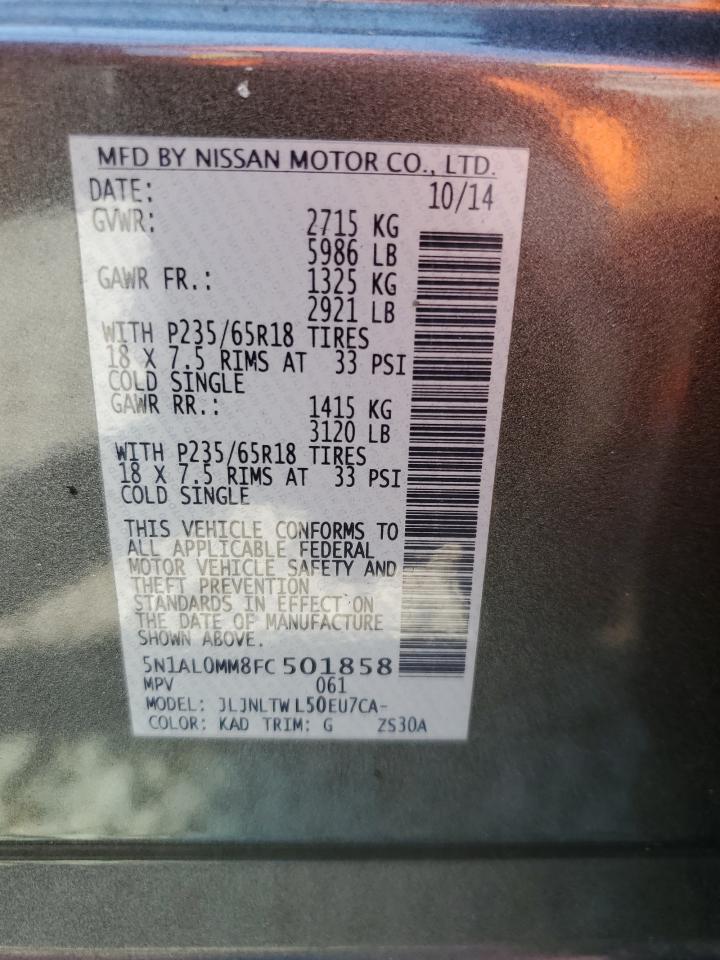 MFD BY NISSAN MOTOR CO., LTD.
DATE: 10/14
GVWR: 2715 KG
5986 LB
GAWR FR.: 1325 KG
2921 LB
WITH P235/65R18 TIRES
18 X 7.5 RIMS AT 33 PSI
COLD SINGLE
GAWR RR.: 1415 KG
3120 LB
WITH P235/65R18 TIRES
18 X 7.5 RIMS AT 33 PSI
COLD SINGLE
THIS VEHICLE CONFORMS TO
ALL APPLICABLE FEDERAL
MOTOR VEHICLE SAFETY AND
THEFT PREVENTION
STANDARDS IN EFFECT ON
THE DATE OF MANUFACTURE
SHOWN ABOVE.
5N1AL0MM8FC 501858
MPV 061
MODEL: JLJNLTW L50EU7CA-
COLOR: KAD TRIM: G ZS30A